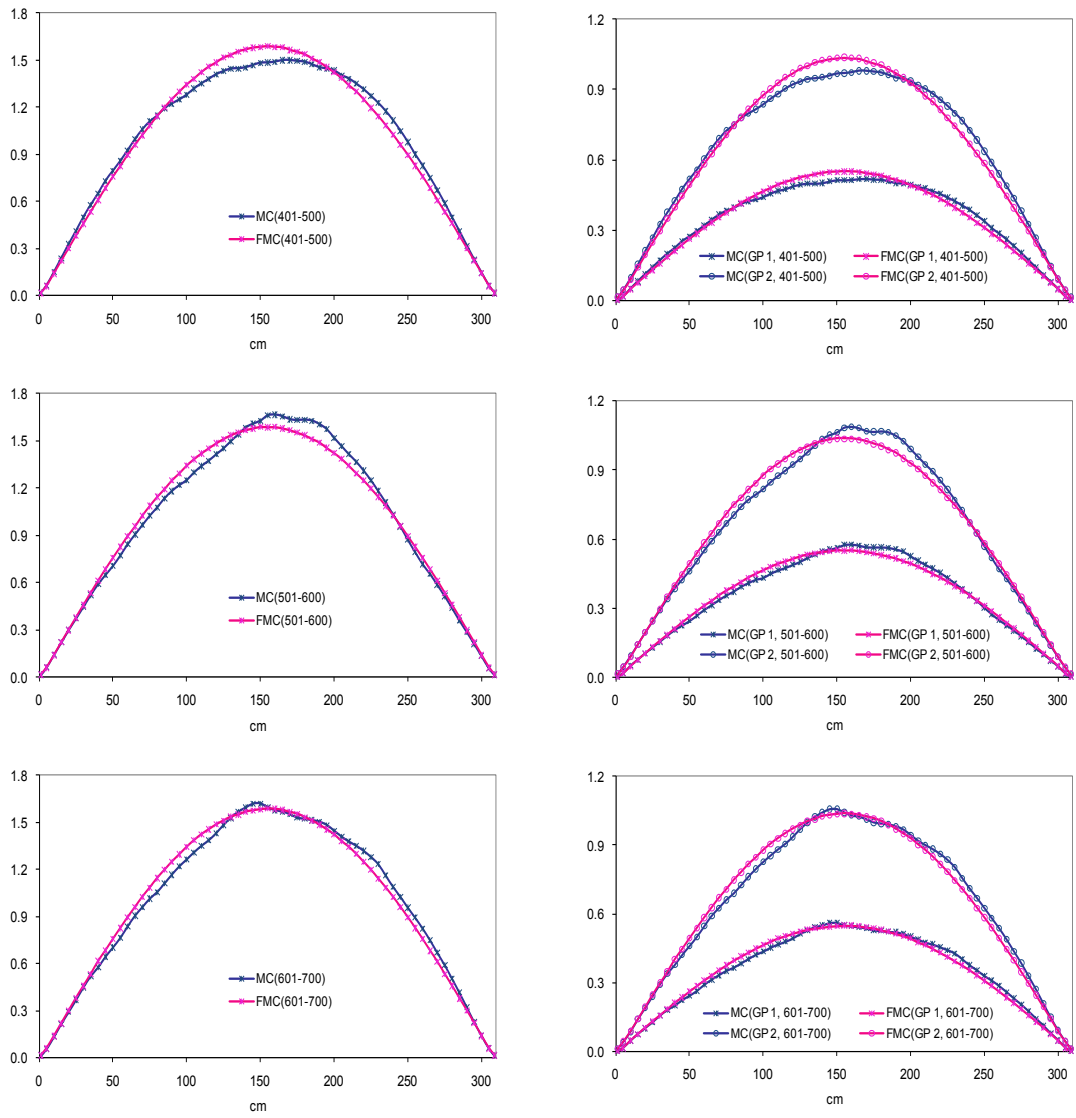 1.8
1.5
1.2
0.9
0.6
0.3
0.0
0 50 100 150 200 250 300
cm
MC(401-500)
FMC(401-500)
1.2
0.9
0.6
0.3
0.0
0 50 100 150 200 250 300
cm
MC(GP 1, 401-500) FMC(GP 1, 401-500)
MC(GP 2, 401-500) FMC(GP 2, 401-500)
1.8
1.5
1.2
0.9
0.6
0.3
0.0
0 50 100 150 200 250 300
cm
MC(501-600)
FMC(501-600)
1.2
0.9
0.6
0.3
0.0
0 50 100 150 200 250 300
cm
MC(GP 1, 501-600) FMC(GP 1, 501-600)
MC(GP 2, 501-600) FMC(GP 2, 501-600)
1.8
1.5
1.2
0.9
0.6
0.3
0.0
0 50 100 150 200 250 300
cm
MC(601-700)
FMC(601-700)
1.2
0.9
0.6
0.3
0.0
0 50 100 150 200 250 300
cm
MC(GP 1, 601-700) FMC(GP 1, 601-700)
MC(GP 2, 601-700) FMC(GP 2, 601-700)